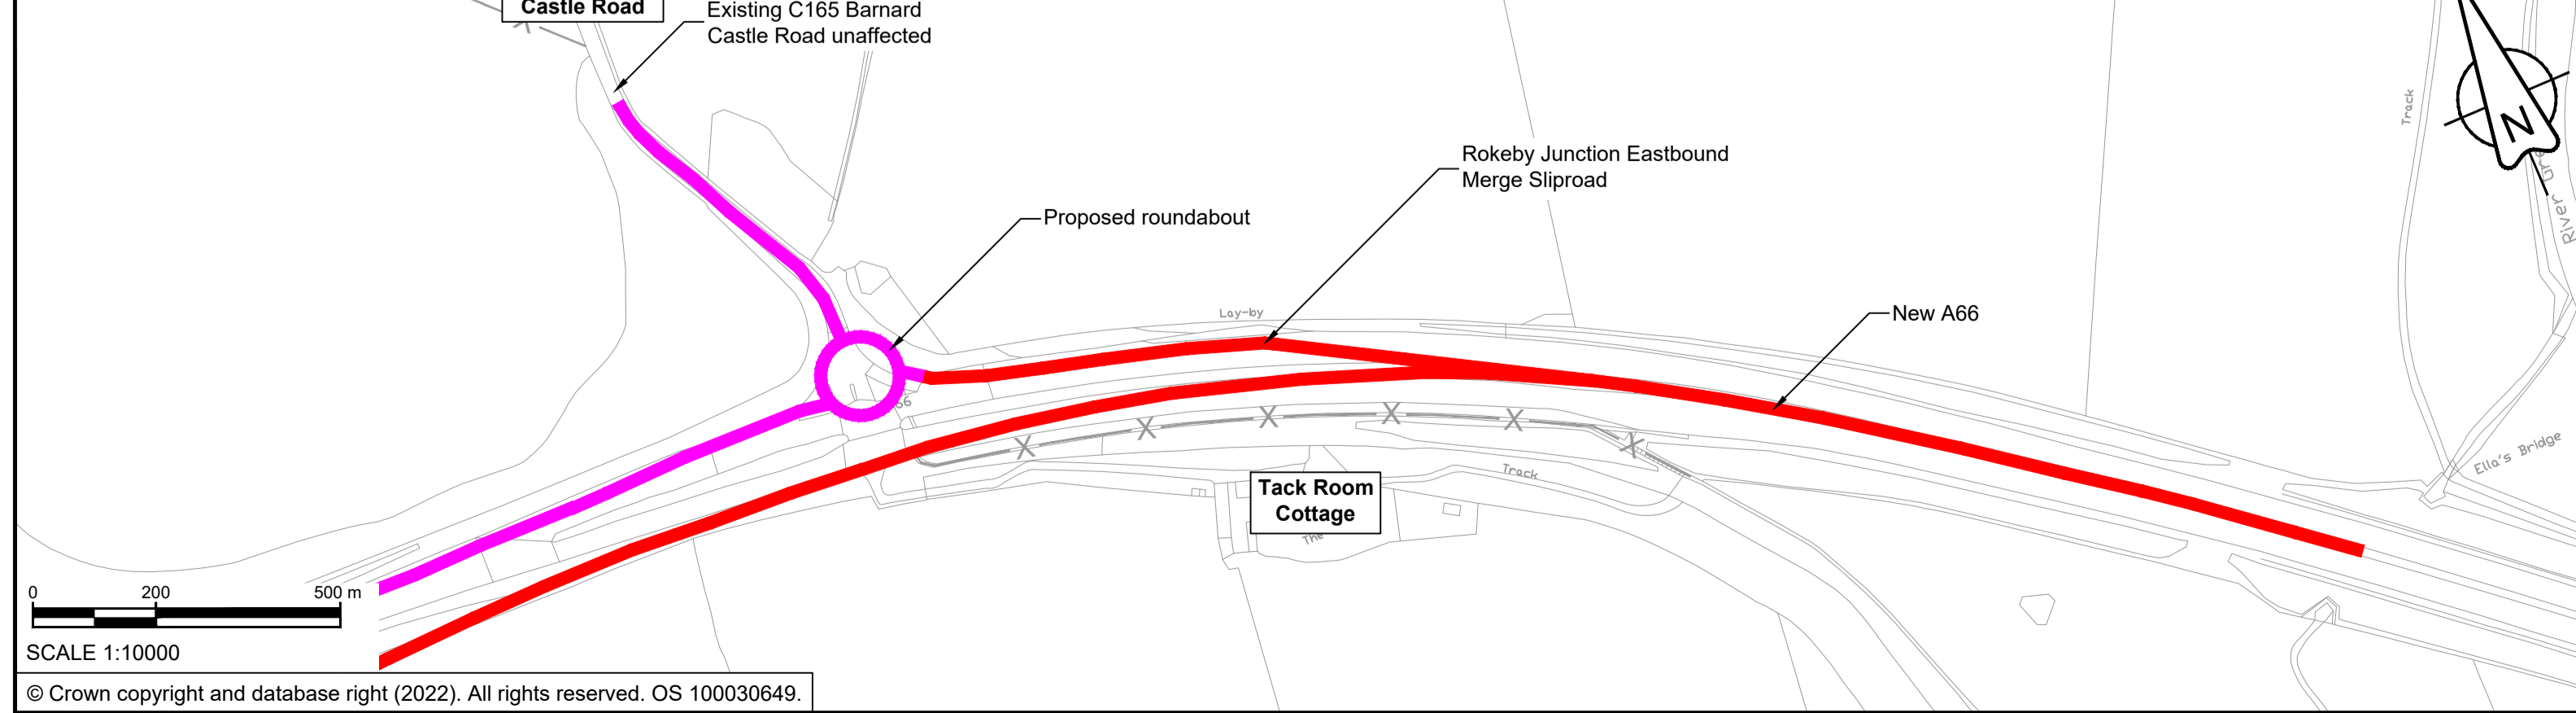 Castle Road
Existing C165 Barnard
Castle Road unaffected
Track
N
Rokeby Junction Eastbound
Merge Sliproad
Proposed roundabout
River
Lay-by
New A66
Ella's Bridge
Track
Tack Room
Cottage
The
0 200 500 m
SCALE 1:10000
© Crown copyright and database right (2022). All rights reserved. OS 100030649.